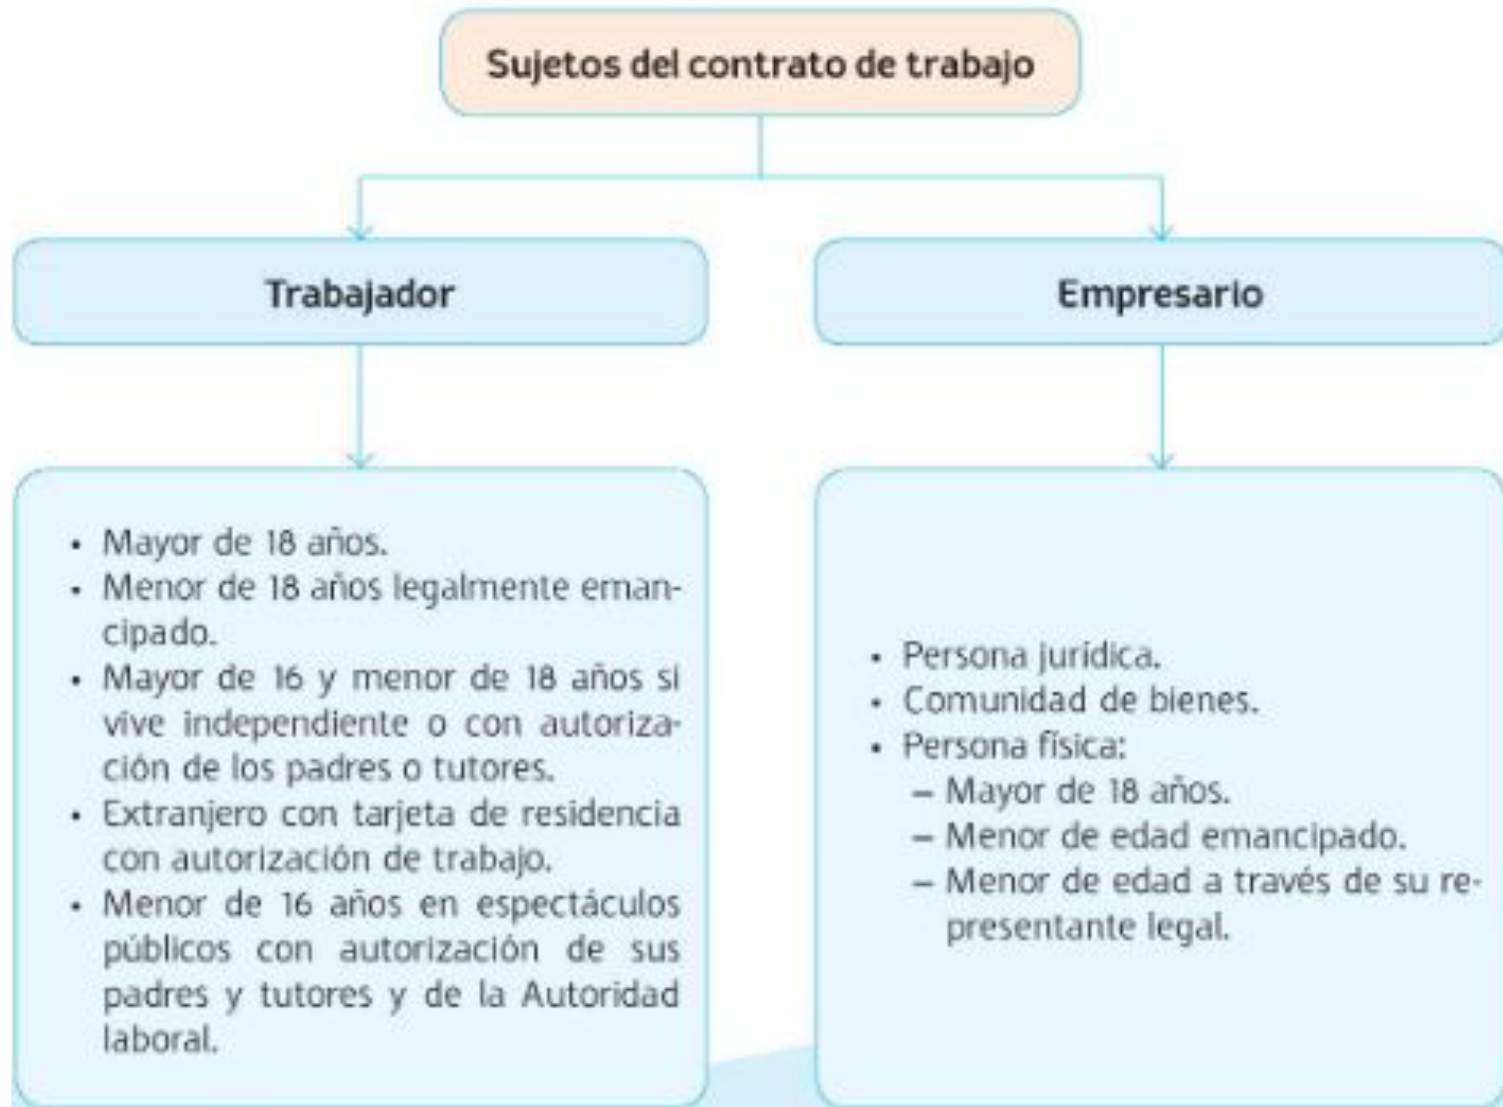 Sujetos del contrato de trabajo
Trabajador
• Mayor de 18 años.
• Menor de 18 años legalmente eman-
cipado.
• Mayor de 16 y menor de 18 años si
vive independiente o con autoriza-
ción de los padres o tutores.
• Extranjero con tarjeta de residencia
con autorización de trabajo.
• Menor de 16 años en espectáculos
públicos con autorización de sus
padres y tutores y de la Autoridad
laboral.
Empresario
• Persona jurídica.
• Comunidad de bienes.
• Persona física:
– Mayor de 18 años.
– Menor de edad emancipado.
– Menor de edad a través de su re-
presentante legal.